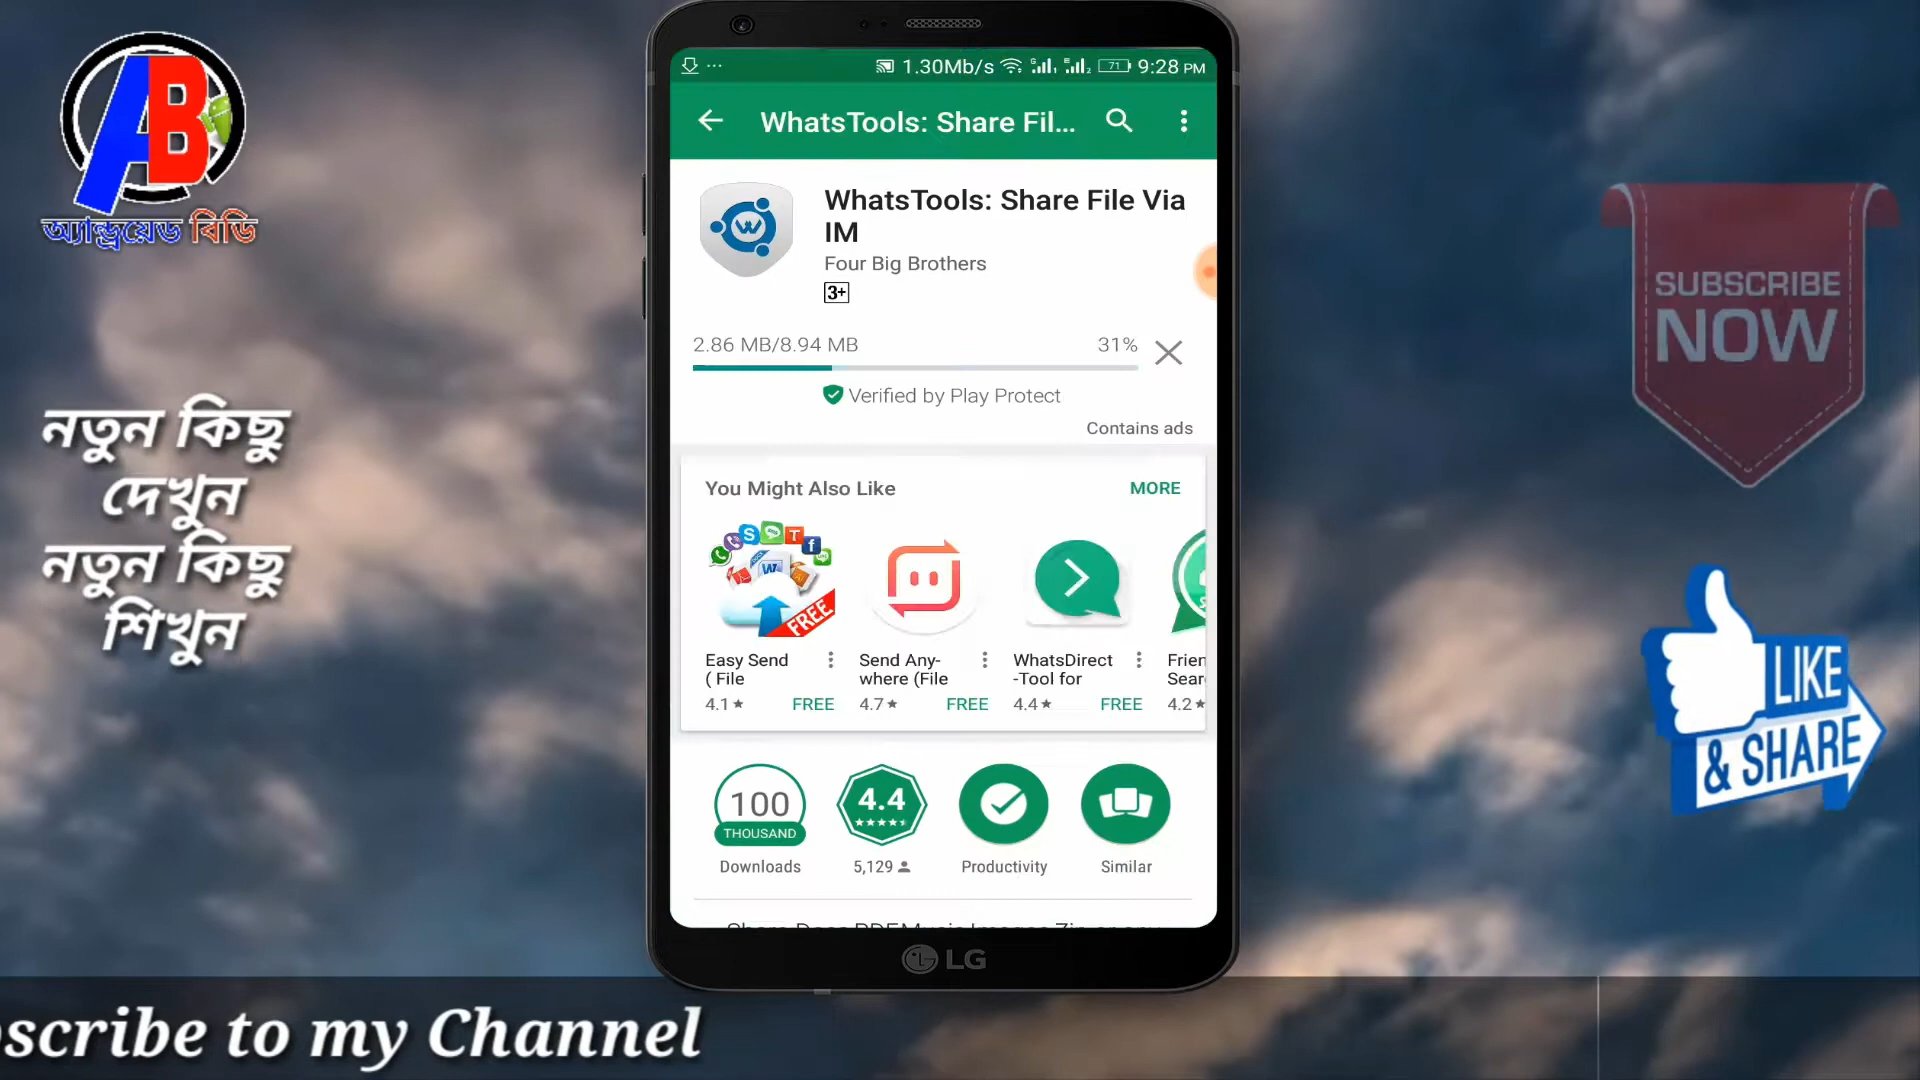 AB
অ্যান্ড্রয়েড বিডি
নতুন কিছু
দেখুন
নতুন কিছু
শিখুন
1.30Mb/s 71 9:28 PM
WhatsTools: Share Fil...
WhatsTools: Share File Via
IM
Four Big Brothers
3+
2.86 MB/8.94 MB 31%
Verified by Play Protect
Contains ads
You Might Also Like MORE
FREE
Easy Send
( File
4.1 FREE
Send Any-
where (File
4.7 FREE
WhatsDirect
-Tool for
4.4 FREE
Frien
Sear
4.2
100
THOUSAND
Downloads
4.4
5,129
Productivity
Similar
LG
SUBSCRIBE
NOW
LIKE
& SHARE
scribe to my Channel